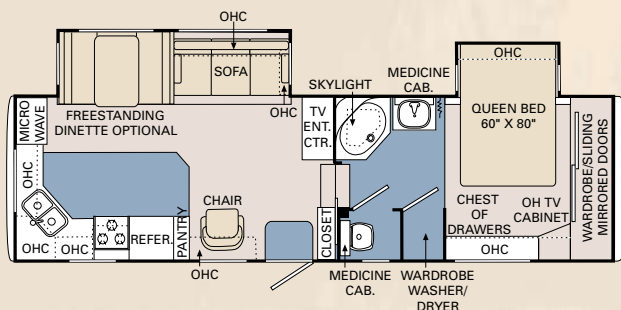 OHC
OHC
SKYLIGHT
MEDICINE
CAB.
SOFA
OHC
MICRO
WAVE
FREESTANDING
DINETTE OPTIONAL
TV
ENT.
CTR.
QUEEN BED
60" X 80"
WARDROBE/SLIDING
MIRRORED DOORS
OHC
CHAIR
PANTRY
REFER.
OHC
OHC
OHC
CLOSET
CHEST
OF
DRAWERS
OH TV
CABINET
OHC
MEDICINE
CAB.
WARDROBE
WASHER/
DRYER